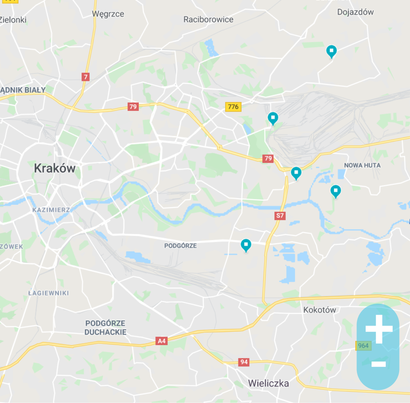 Zielonki
Węgrzce
Raciborowice
Dojazdów
7
ĄDNIK BIAŁY
79
776
79
NOWA HUTA
Kraków
KAZIMIERZ
S7
PODGÓRZE
ZÓWEK
ŁAGIEWNIKI
Kokotów
PODGÓRZE
DUCHACKIE
A4
964
94
Wieliczka
+
-